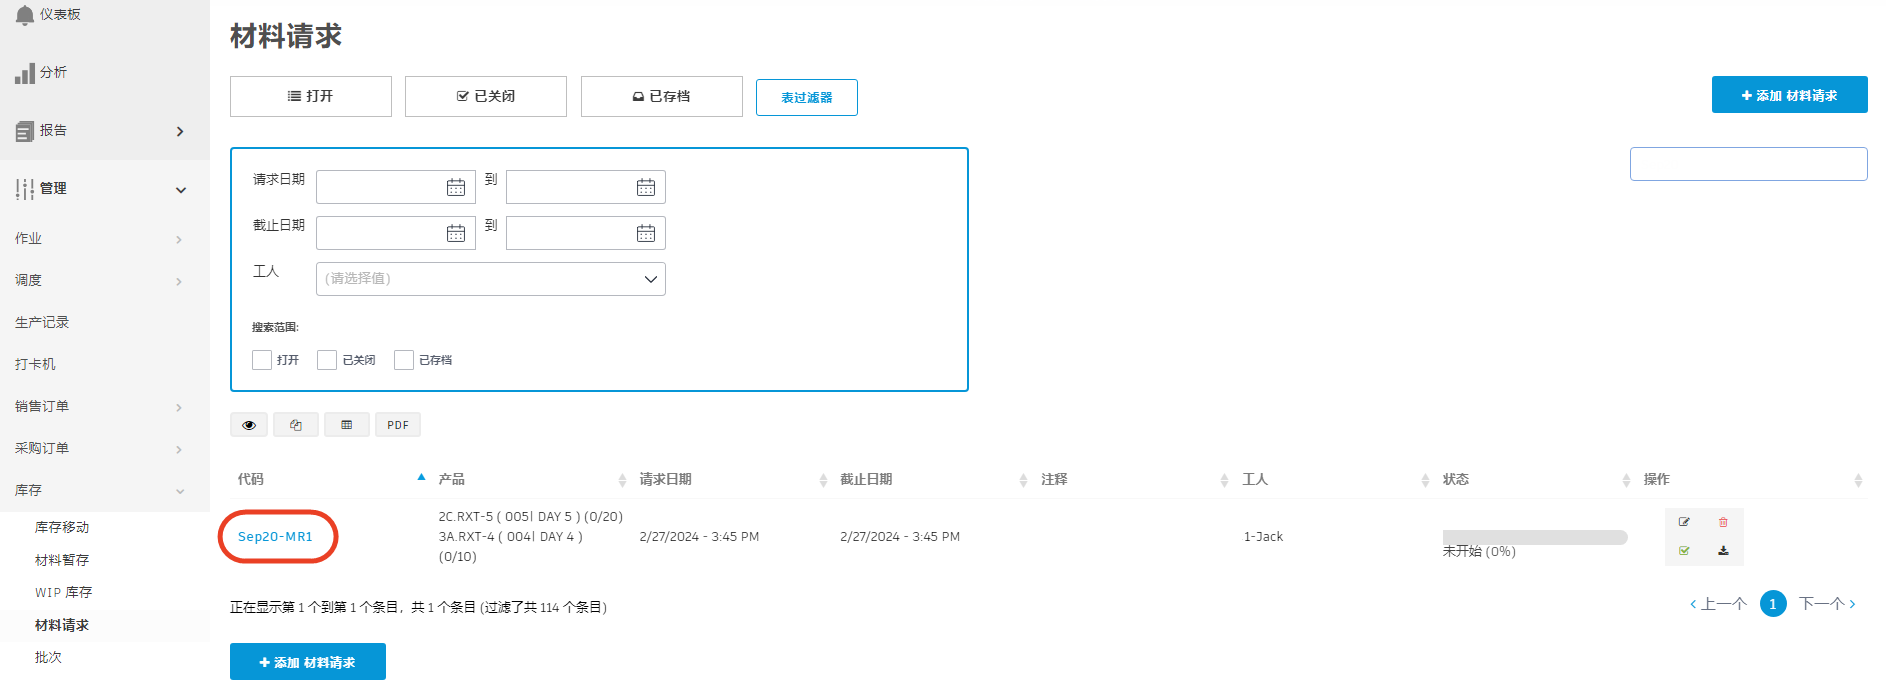 仪表板
分析
报告
管理
作业
调度
生产记录
打卡机
销售订单
采购订单
库存
库存移动
材料暂存
WIP 库存
材料请求
批次
材料请求
打开
已关闭
已存档
表过滤器
添加 材料请求
请求日期 到
截止日期 到
工人 (请选择值)
搜索范围:
打开 已关闭 已存档
PDF
代码 产品 请求日期 截止日期 注释 工人 状态 操作
2C.RXT-5 ( 005| DAY 5 ) (0/20)
Sep20-MR1 3A.RXT-4 ( 004| DAY 4 ) 2/27/2024 - 3:45 PM 2/27/2024 - 3:45 PM 1-Jack
(0/10)
未开始 (0%)
正在显示第 1 个到第 1 个条目，共 1 个条目 (过滤了共 114 个条目)
上一个 1 下一个
添加 材料请求